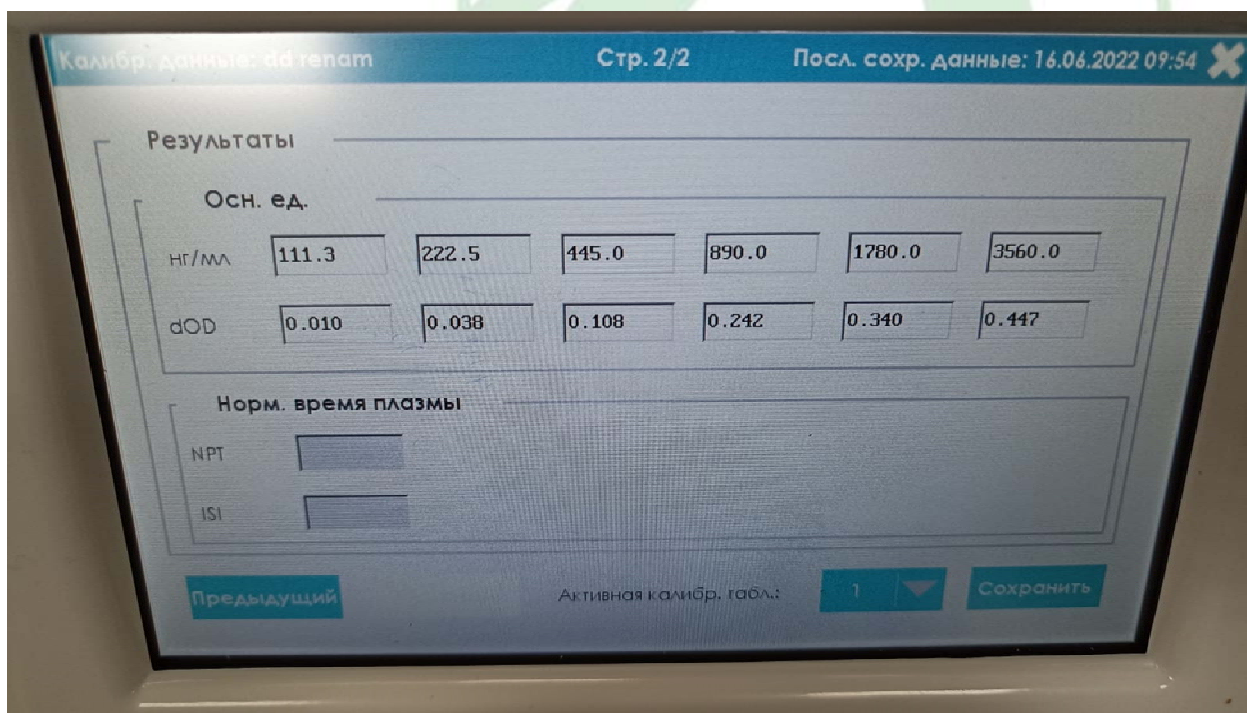 Калибр. данные: dd renam Стр. 2/2 Посл. сохр. данные: 16.06.2022 09:54
Результаты
Осн. ед.
нг/мл 111.3 222.5 445.0 890.0 1780.0 3560.0
dOD 0.010 0.038 0.108 0.242 0.340 0.447
Норм. время плазмы
NPT
ISI
Предыдущий Активная калибр. табл.: 1 Сохранить